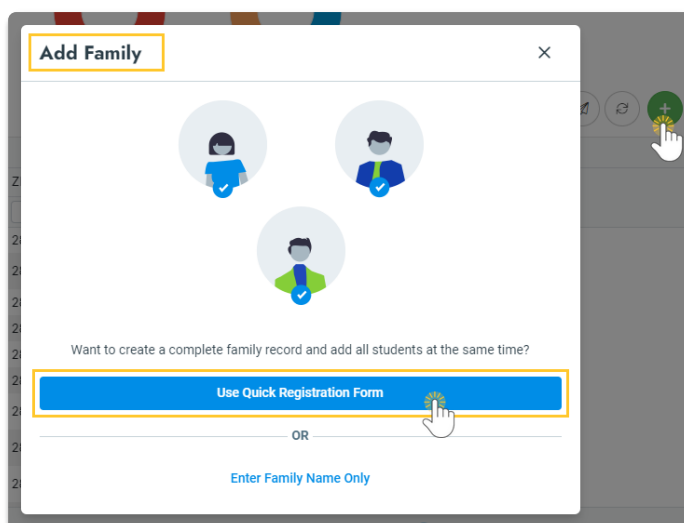 Add Family
Want to create a complete family record and add all students at the same time?
Use Quick Registration Form
OR
Enter Family Name Only